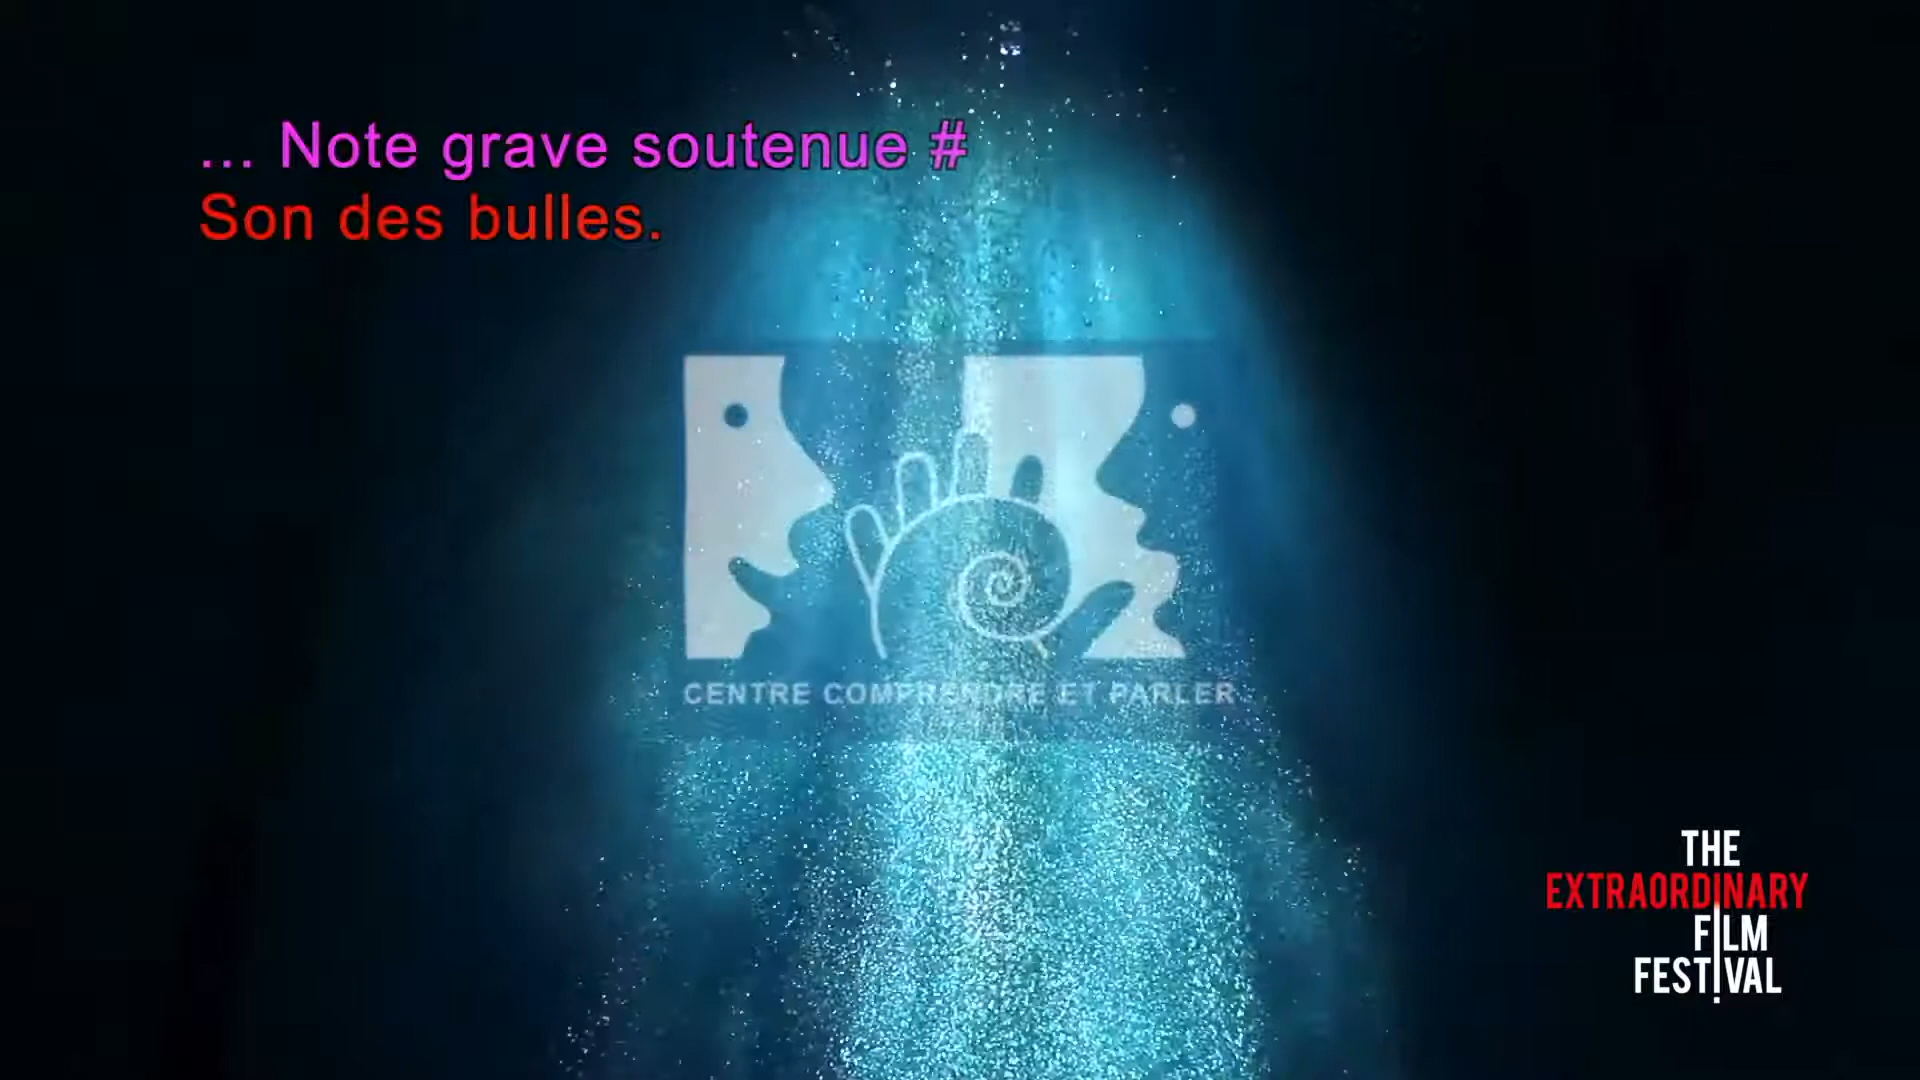 ... Note grave soutenue #
Son des bulles.
CENTRE COMPRENDRE ET PARLER
THE
EXTRAORDINARY
FILM
FESTIVAL